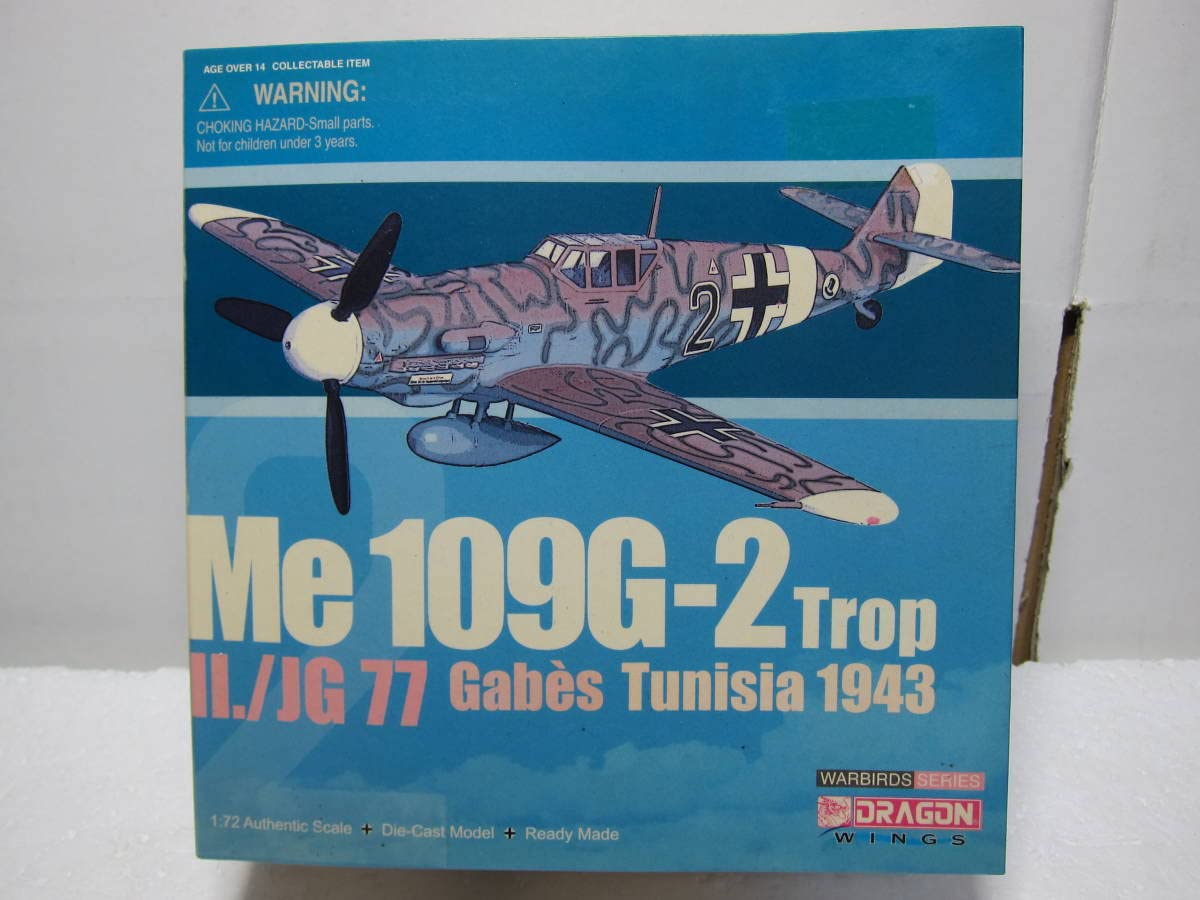 AGE OVER 14 COLLECTABLE ITEM
WARNING:
CHOKING HAZARD-Small parts.
Not for children under 3 years.
2
Me 109G-2 Trop
II./JG 77 Gabès Tunisia 1943
WARBIRDS SERIES
DRAGON
WINGS
1:72 Authentic Scale + Die-Cast Model + Ready Made